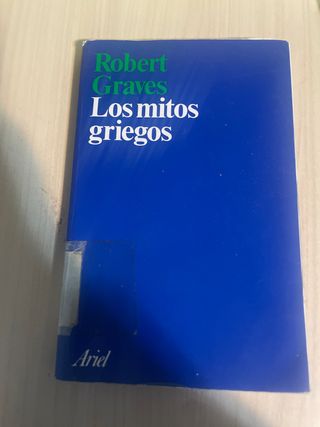 Robert
Graves
Los mitos
griegos
Ariel